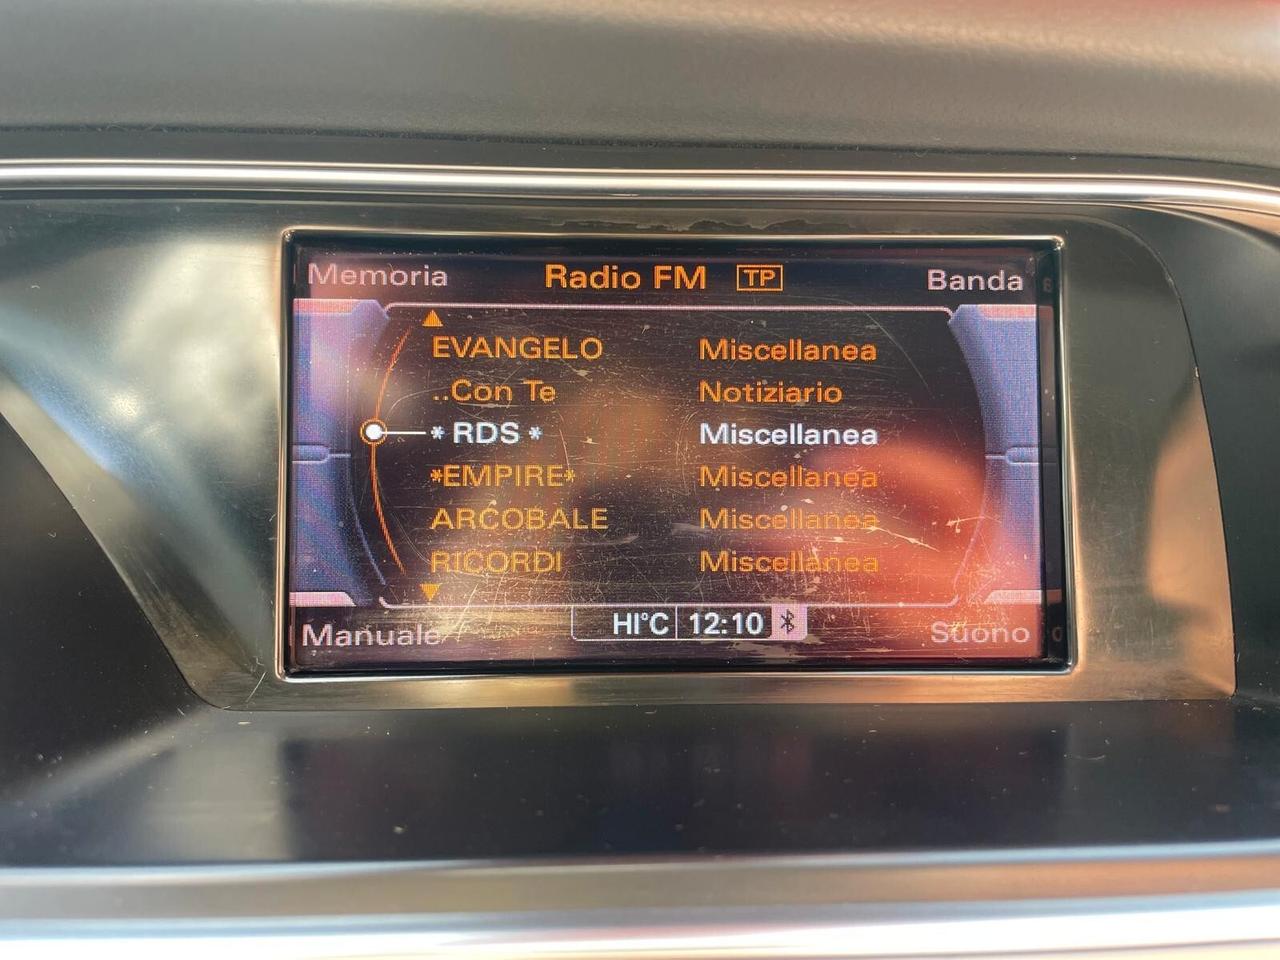 Memoria Radio FM TP Banda
EVANGELO Miscellanea
..Con Te Notiziario
* RDS * Miscellanea
*EMPIRE* Miscellanea
ARCOBALE Miscellanea
RICORDI Miscellanea
Manuale HI°C 12:10 Suono